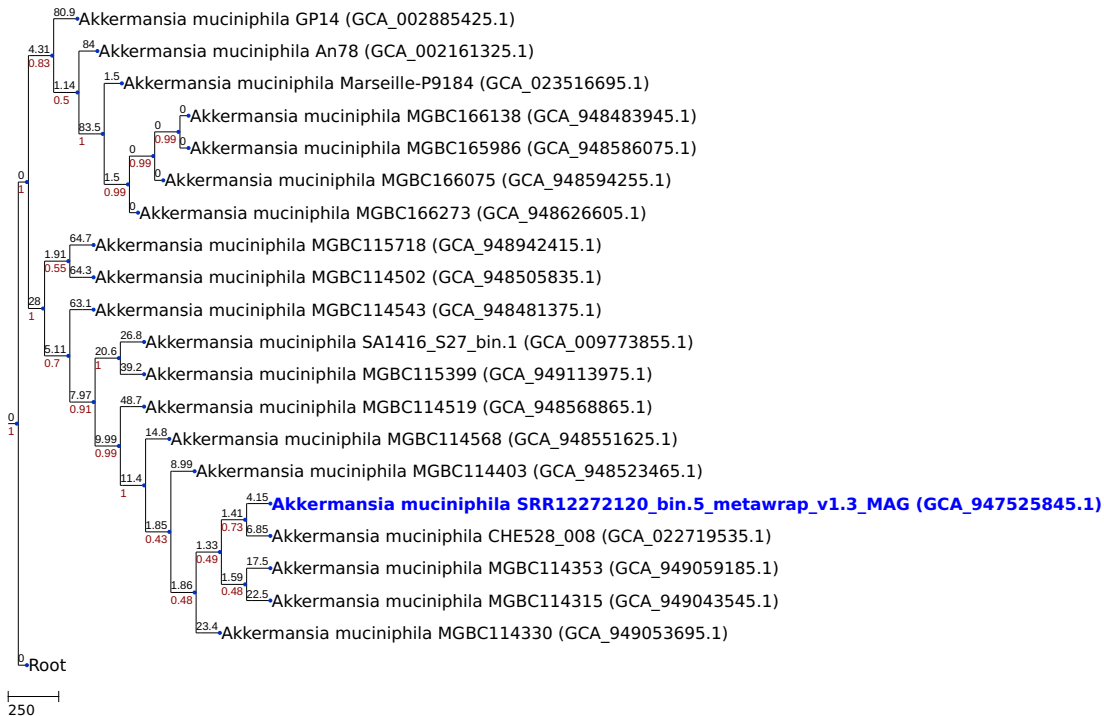 80.9 Akkermansia muciniphila GP14 (GCA_002885425.1)
4.31
0.83
84 Akkermansia muciniphila An78 (GCA_002161325.1)
1.14
0.5
1.5 Akkermansia muciniphila Marseille-P9184 (GCA_023516695.1)
83.5
1
0 Akkermansia muciniphila MGBC166138 (GCA_948483945.1)
0
0.99
0 Akkermansia muciniphila MGBC165986 (GCA_948586075.1)
0
0.99
0 Akkermansia muciniphila MGBC166075 (GCA_948594255.1)
1.5
0.99
0 Akkermansia muciniphila MGBC166273 (GCA_948626605.1)
0
1
64.7 Akkermansia muciniphila MGBC115718 (GCA_948942415.1)
1.91
0.55
64.3 Akkermansia muciniphila MGBC114502 (GCA_948505835.1)
28
1
63.1 Akkermansia muciniphila MGBC114543 (GCA_948481375.1)
5.11
0.7
26.8 Akkermansia muciniphila SA1416_S27_bin.1 (GCA_009773855.1)
20.6
1
39.2 Akkermansia muciniphila MGBC115399 (GCA_949113975.1)
7.97
0.91
48.7 Akkermansia muciniphila MGBC114519 (GCA_948568865.1)
9.99
0.99
14.8 Akkermansia muciniphila MGBC114568 (GCA_948551625.1)
11.4
1
8.99 Akkermansia muciniphila MGBC114403 (GCA_948523465.1)
1.85
0.43
4.15 Akkermansia muciniphila SRR12272120_bin.5_metawrap_v1.3_MAG (GCA_947525845.1)
1.41
0.73
6.85 Akkermansia muciniphila CHE528_008 (GCA_022719535.1)
1.33
0.49
17.5 Akkermansia muciniphila MGBC114353 (GCA_949059185.1)
1.59
0.48
22.5 Akkermansia muciniphila MGBC114315 (GCA_949043545.1)
1.86
0.48
23.4 Akkermansia muciniphila MGBC114330 (GCA_949053695.1)
0
1
0 Root
250